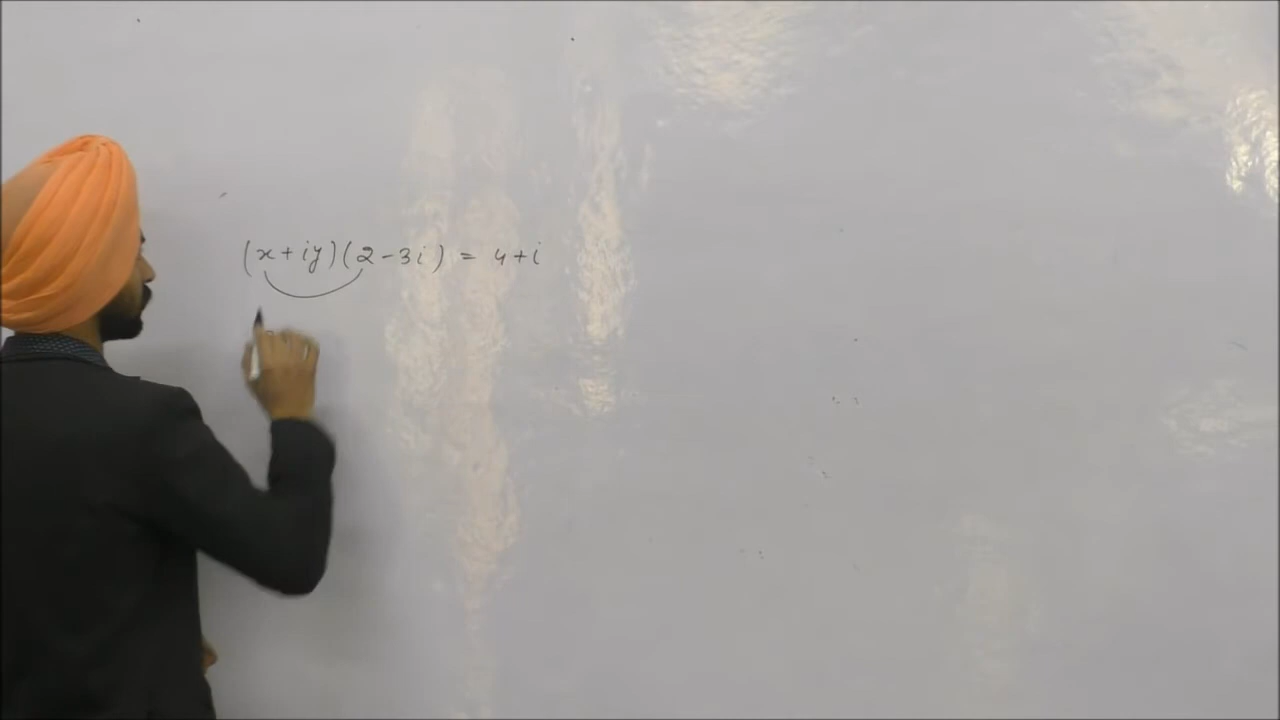 (x+iy)(2-3i) = 4+i